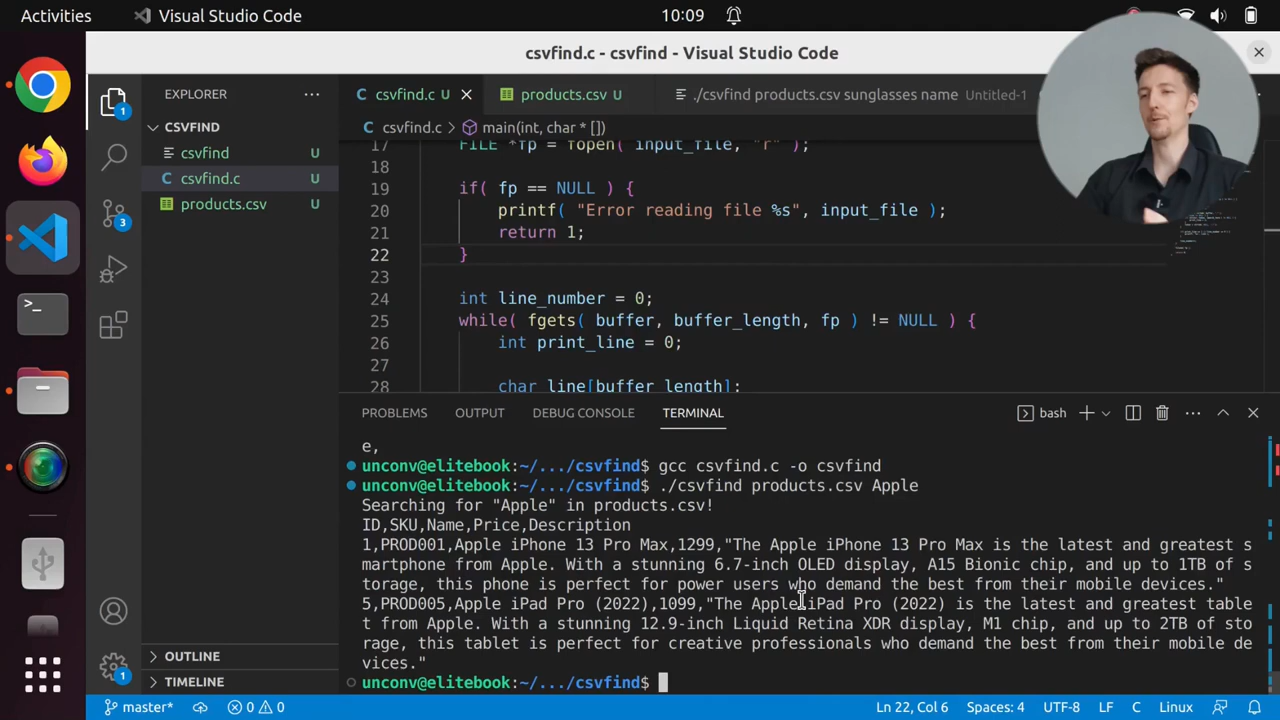 Activities
Visual Studio Code
10:09
csvfind.c - csvfind - Visual Studio Code
EXPLORER
csvfind.c U
products.csv U
./csvfind products.csv sunglasses name Untitled-1
1
CSVFIND
csvfind.c
main(int, char * [])
csvfind U
csvfind.c U
products.csv U
3
17 FILE *fp = fopen( input_file, "r" );
18
19 if( fp == NULL ) {
20 printf( "Error reading file %s", input_file );
21 return 1;
22 }
23
24 int line_number = 0;
25 while( fgets( buffer, buffer_length, fp ) != NULL ) {
26 int print_line = 0;
27
28 char line[buffer_length];
PROBLEMS OUTPUT DEBUG CONSOLE TERMINAL
bash
e,
unconv@elitebook:~/.../csvfind$ gcc csvfind.c -o csvfind
unconv@elitebook:~/.../csvfind$ ./csvfind products.csv Apple
Searching for "Apple" in products.csv!
ID,SKU,Name,Price,Description
1,PROD001,Apple iPhone 13 Pro Max,1299,"The Apple iPhone 13 Pro Max is the latest and greatest s
martphone from Apple. With a stunning 6.7-inch OLED display, A15 Bionic chip, and up to 1TB of s
torage, this phone is perfect for power users who demand the best from their mobile devices."
5,PROD005,Apple iPad Pro (2022),1099,"The Apple iPad Pro (2022) is the latest and greatest table
t from Apple. With a stunning 12.9-inch Liquid Retina XDR display, M1 chip, and up to 2TB of sto
rage, this tablet is perfect for creative professionals who demand the best from their mobile de
vices."
unconv@elitebook:~/.../csvfind$
OUTLINE
TIMELINE
1
master*
0 0
Ln 22, Col 6
Spaces: 4
UTF-8
LF
C
Linux